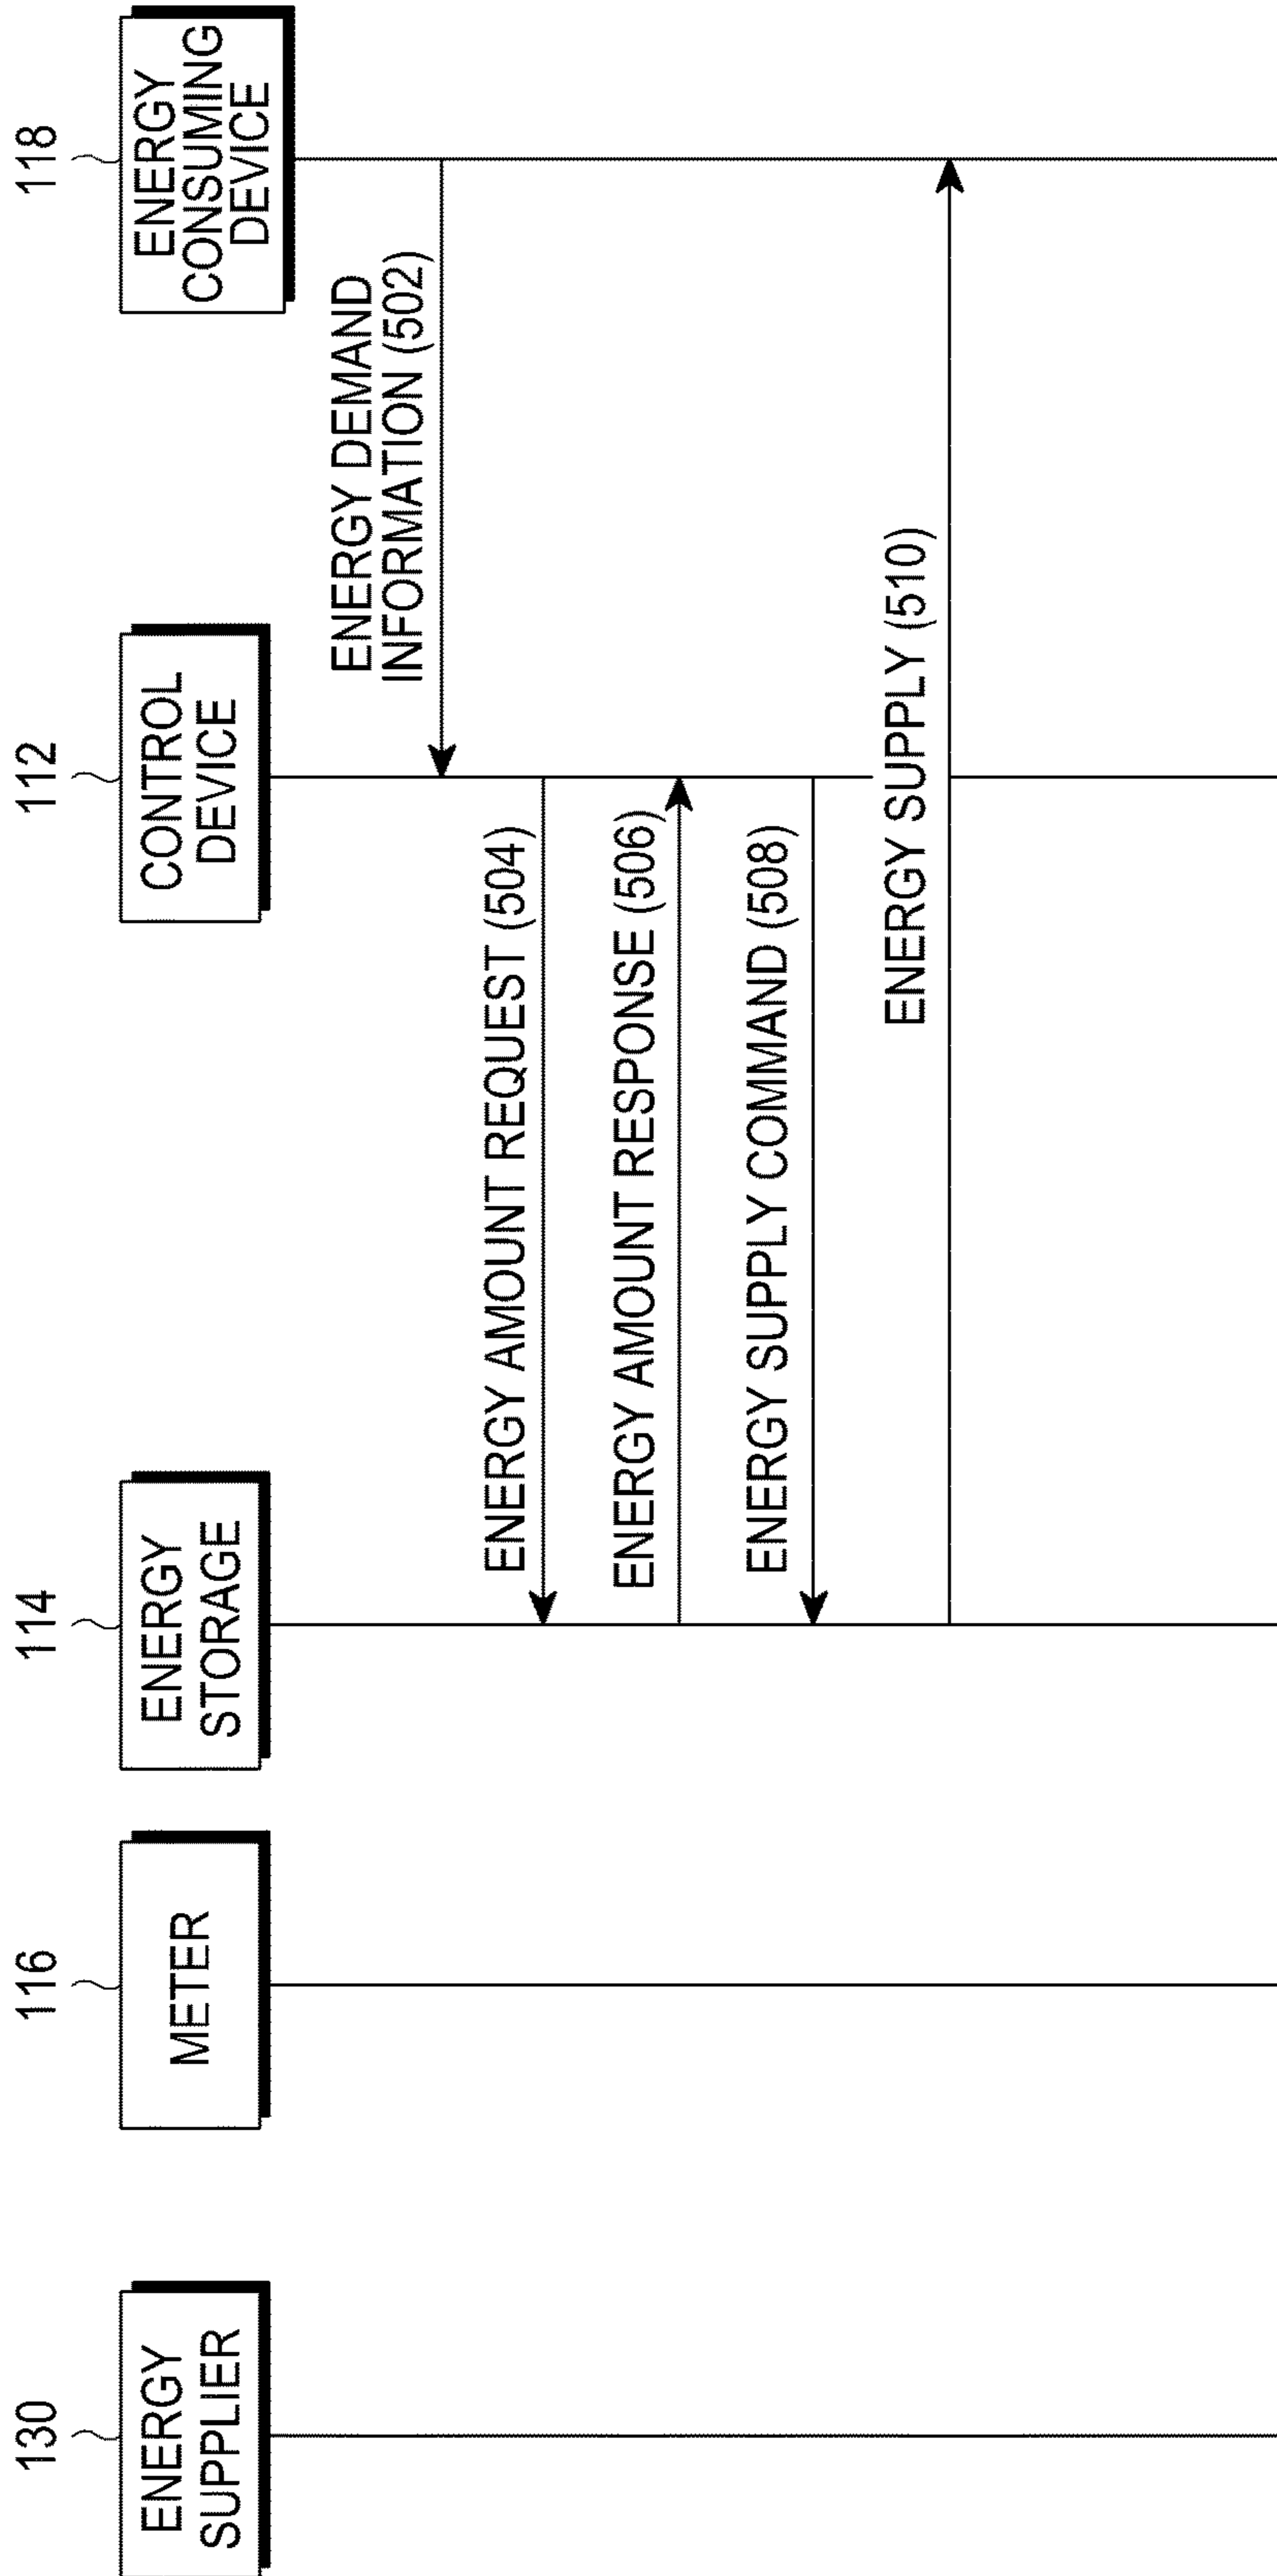 130
116
114
112
118
ENERGY
SUPPLIER
METER
ENERGY
STORAGE
CONTROL
DEVICE
ENERGY
CONSUMING
DEVICE
ENERGY DEMAND
INFORMATION (502)
ENERGY AMOUNT REQUEST (504)
ENERGY AMOUNT RESPONSE (506)
ENERGY SUPPLY COMMAND (508)
ENERGY SUPPLY (510)